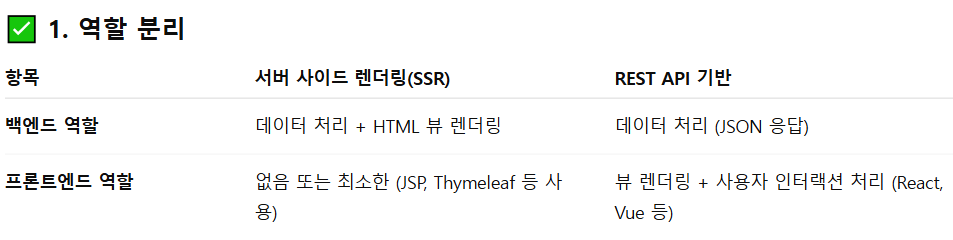 ✅ 1. 역할 분리
항목 서버 사이드 렌더링(SSR) REST API 기반
백엔드 역할 데이터 처리 + HTML 뷰 렌더링 데이터 처리 (JSON 응답)
프론트엔드 역할 없음 또는 최소한 (JSP, Thymeleaf 등 사 뷰 렌더링 + 사용자 인터랙션 처리 (React,
용) Vue 등)